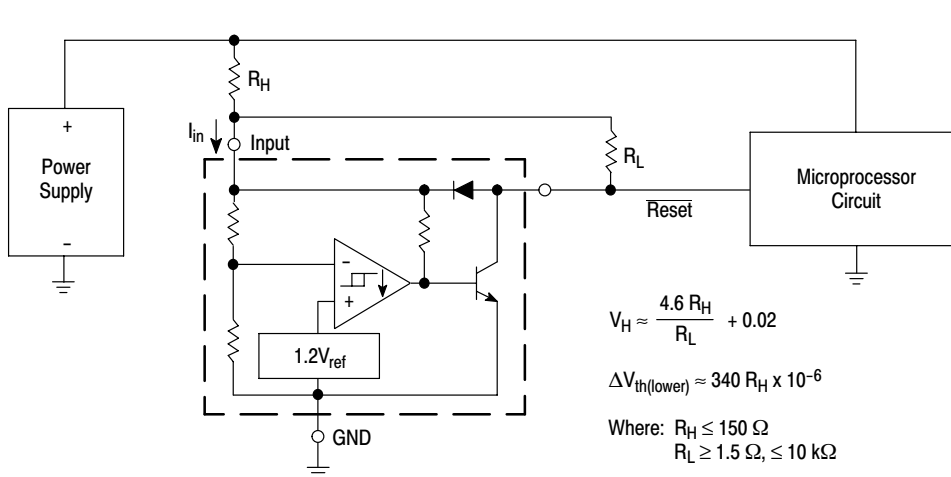 R_H
I_in
Input
+
Power
Supply
–
R_L
Microprocessor
Circuit
Reset
–
+
1.2V_ref
GND
V_H ≈ 4.6 R_H / R_L + 0.02
ΔV_th(lower) ≈ 340 R_H x 10^–6
Where: R_H ≤ 150 Ω
R_L ≥ 1.5 Ω, ≤ 10 kΩ